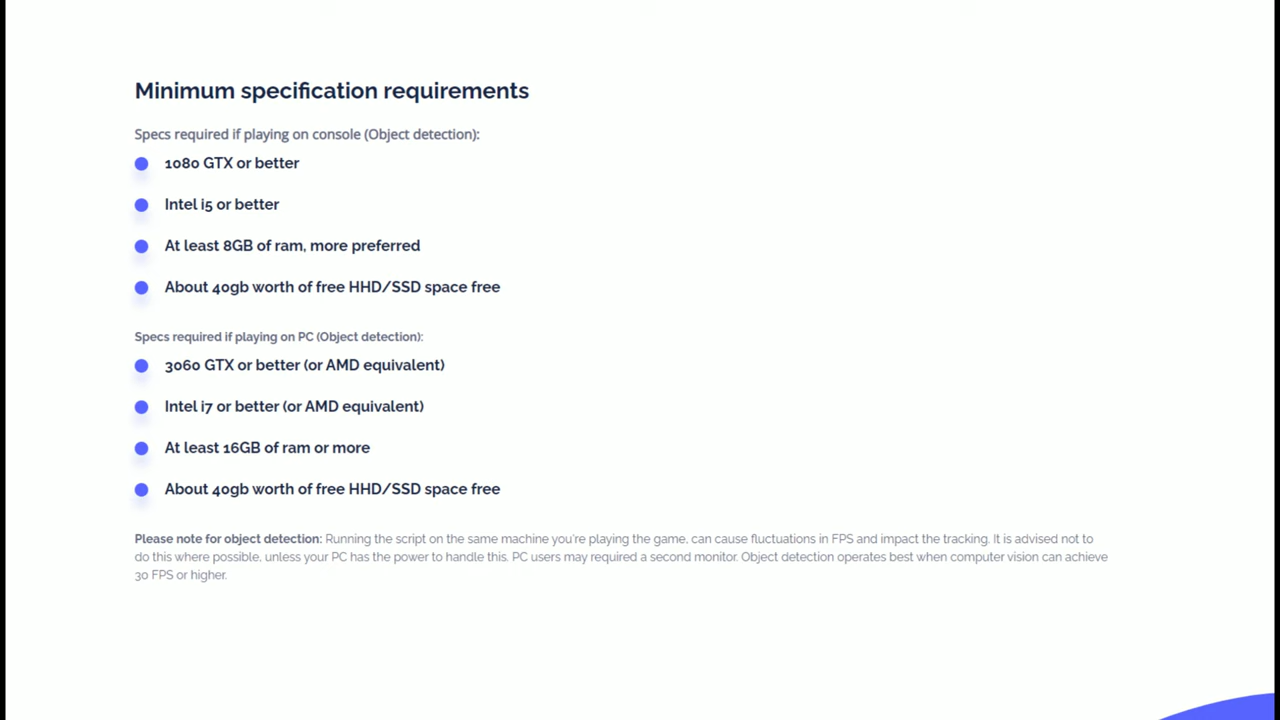 Minimum specification requirements
Specs required if playing on console (Object detection):
1080 GTX or better
Intel i5 or better
At least 8GB of ram, more preferred
About 40gb worth of free HHD/SSD space free
Specs required if playing on PC (Object detection):
3060 GTX or better (or AMD equivalent)
Intel i7 or better (or AMD equivalent)
At least 16GB of ram or more
About 40gb worth of free HHD/SSD space free
Please note for object detection: Running the script on the same machine you're playing the game, can cause fluctuations in FPS and impact the tracking. It is advised not to
do this where possible, unless your PC has the power to handle this. PC users may required a second monitor. Object detection operates best when computer vision can achieve
30 FPS or higher.